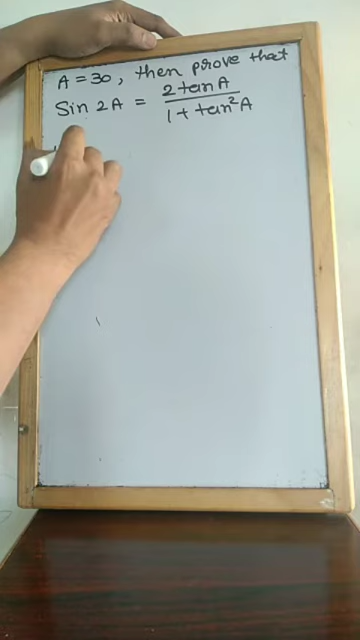 A = 30, then prove that
Sin 2A = 2 tan A / 1 + tan²A